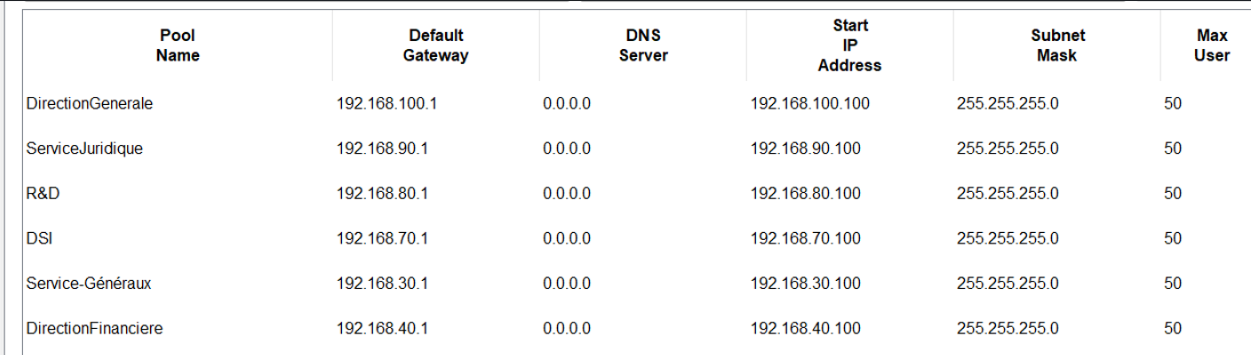 Pool Name Default Gateway DNS Server Start IP Address Subnet Mask Max User
DirectionGenerale 192.168.100.1 0.0.0.0 192.168.100.100 255.255.255.0 50
ServiceJuridique 192.168.90.1 0.0.0.0 192.168.90.100 255.255.255.0 50
R&D 192.168.80.1 0.0.0.0 192.168.80.100 255.255.255.0 50
DSI 192.168.70.1 0.0.0.0 192.168.70.100 255.255.255.0 50
Service-Généraux 192.168.30.1 0.0.0.0 192.168.30.100 255.255.255.0 50
DirectionFinanciere 192.168.40.1 0.0.0.0 192.168.40.100 255.255.255.0 50